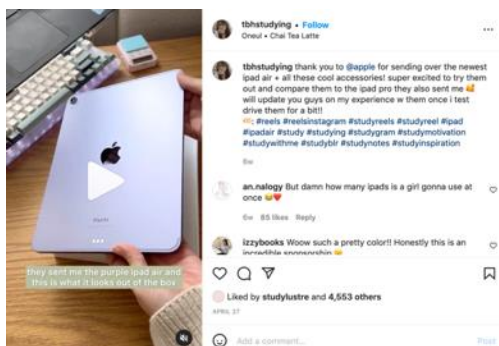 tbhstudying • Follow
Oneul • Chai Tea Latte
tbhstudying thank you to @apple for sending over the newest
ipad air + all these cool accessories! super excited to try them
out and compare them to the ipad pro they also sent me 🥰
will update you guys on my experience w them once i test
drive them for a bit!!
🏷️: #reels #reelsinstagram #studyreels #studyreel #ipad
#ipadair #study #studying #studygram #studymotivation
#studywithme #studyblr #studynotes #studyinspiration
6w
an.nalogy But damn how many ipads is a girl gonna use at
once 😂❤️
6w 85 likes Reply
izzybooks Woow such a pretty color!! Honestly this is an
incredible sponsorship
they sent me the purple ipad air and
this is what it looks out of the box
Liked by studylustre and 4,553 others
APRIL 27
Add a comment...
Post